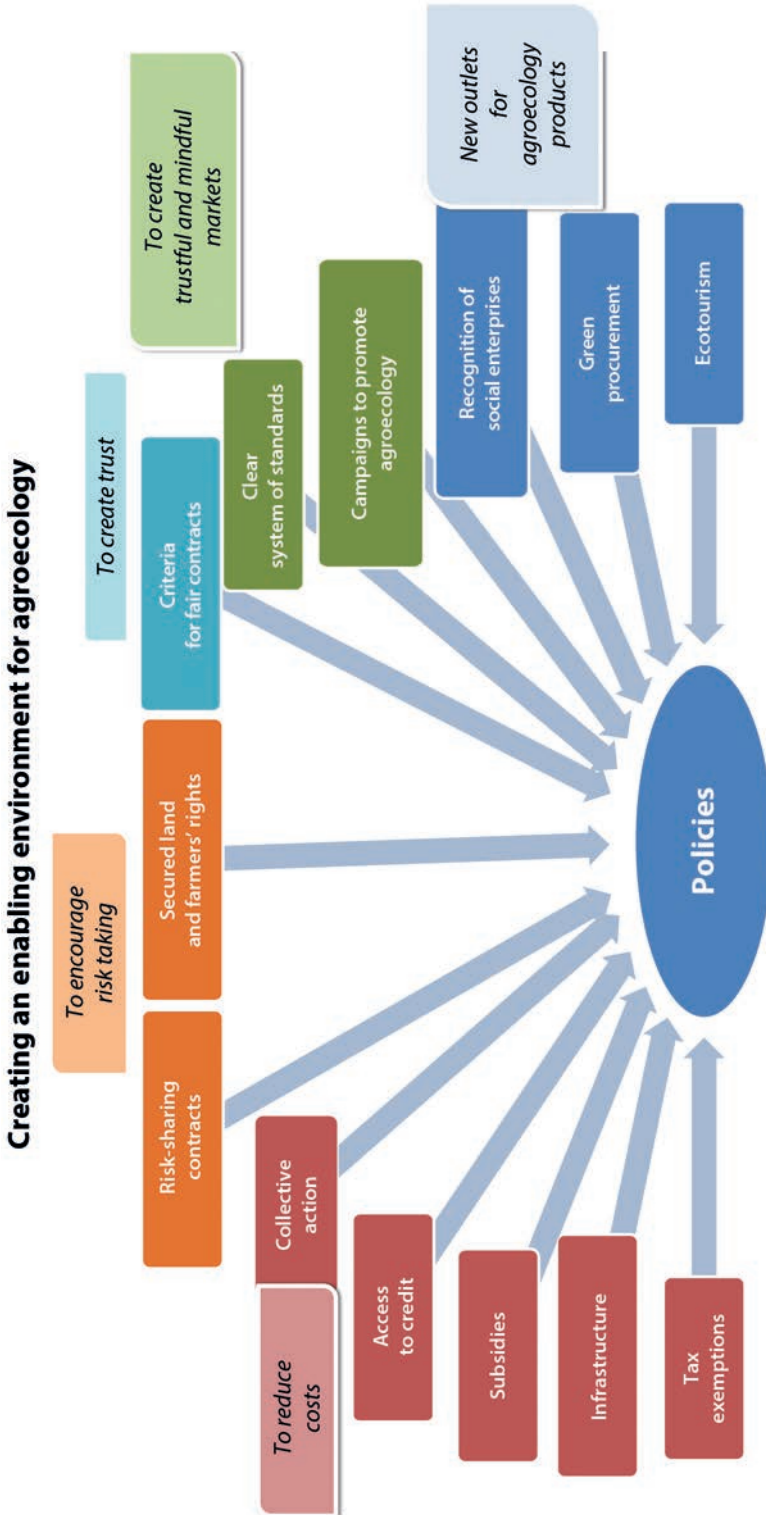 Creating an enabling environment for agroecology
To encourage
risk taking
To create trust
To create
trustful and mindful
markets
Risk-sharing
contracts
Secured land
and farmers’ rights
Criteria
for fair contracts
Clear
system of standards
Collective
action
To reduce
costs
Campaigns to promote
agroecology
Access
to credit
Recognition of
social enterprises
New outlets
for
agroecology
products
Subsidies
Green
procurement
Infrastructure
Ecotourism
Tax
exemptions
Policies